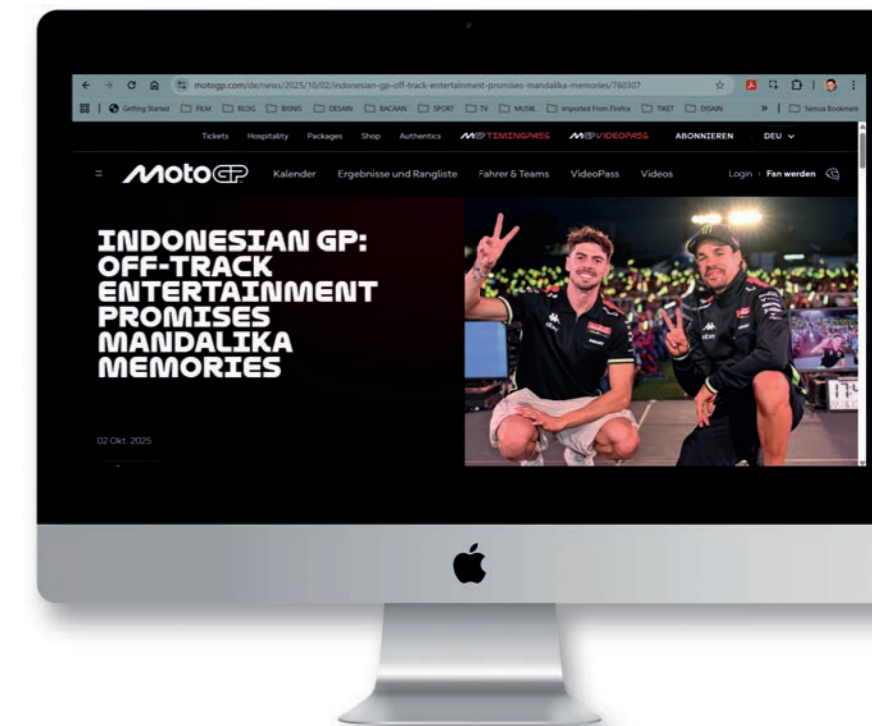 motogp.com/de/news/2025/10/02/indonesian-gp-off-track-entertainment-promises-mandalika-memories/760307
Getting Started FILM BLOG BISNIS DESAIN BACAAN SPORT TV MUSIK Imported From Firefox TIKET DISAIN » Semua Bookmark
Tickets Hospitality Packages Shop Authentics TIMINGPASS VIDEOPASS ABONNIEREN DEU
MotoGP Kalender Ergebnisse und Rangliste Fahrer & Teams VideoPass Videos Login Fan werden
INDONESIAN GP:
OFF-TRACK
ENTERTAINMENT
PROMISES
MANDALIKA
MEMORIES
02 Okt. 2025